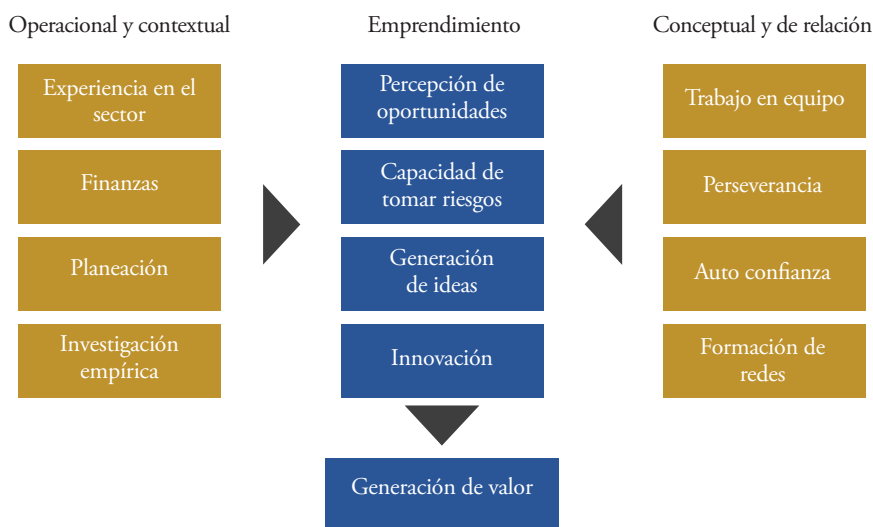 Operacional y contextual
Experiencia en el
sector
Finanzas
Planeación
Investigación
empírica
Emprendimiento
Percepción de
oportunidades
Capacidad de
tomar riesgos
Generación
de ideas
Innovación
Generación de valor
Conceptual y de relación
Trabajo en equipo
Perseverancia
Auto confianza
Formación de
redes